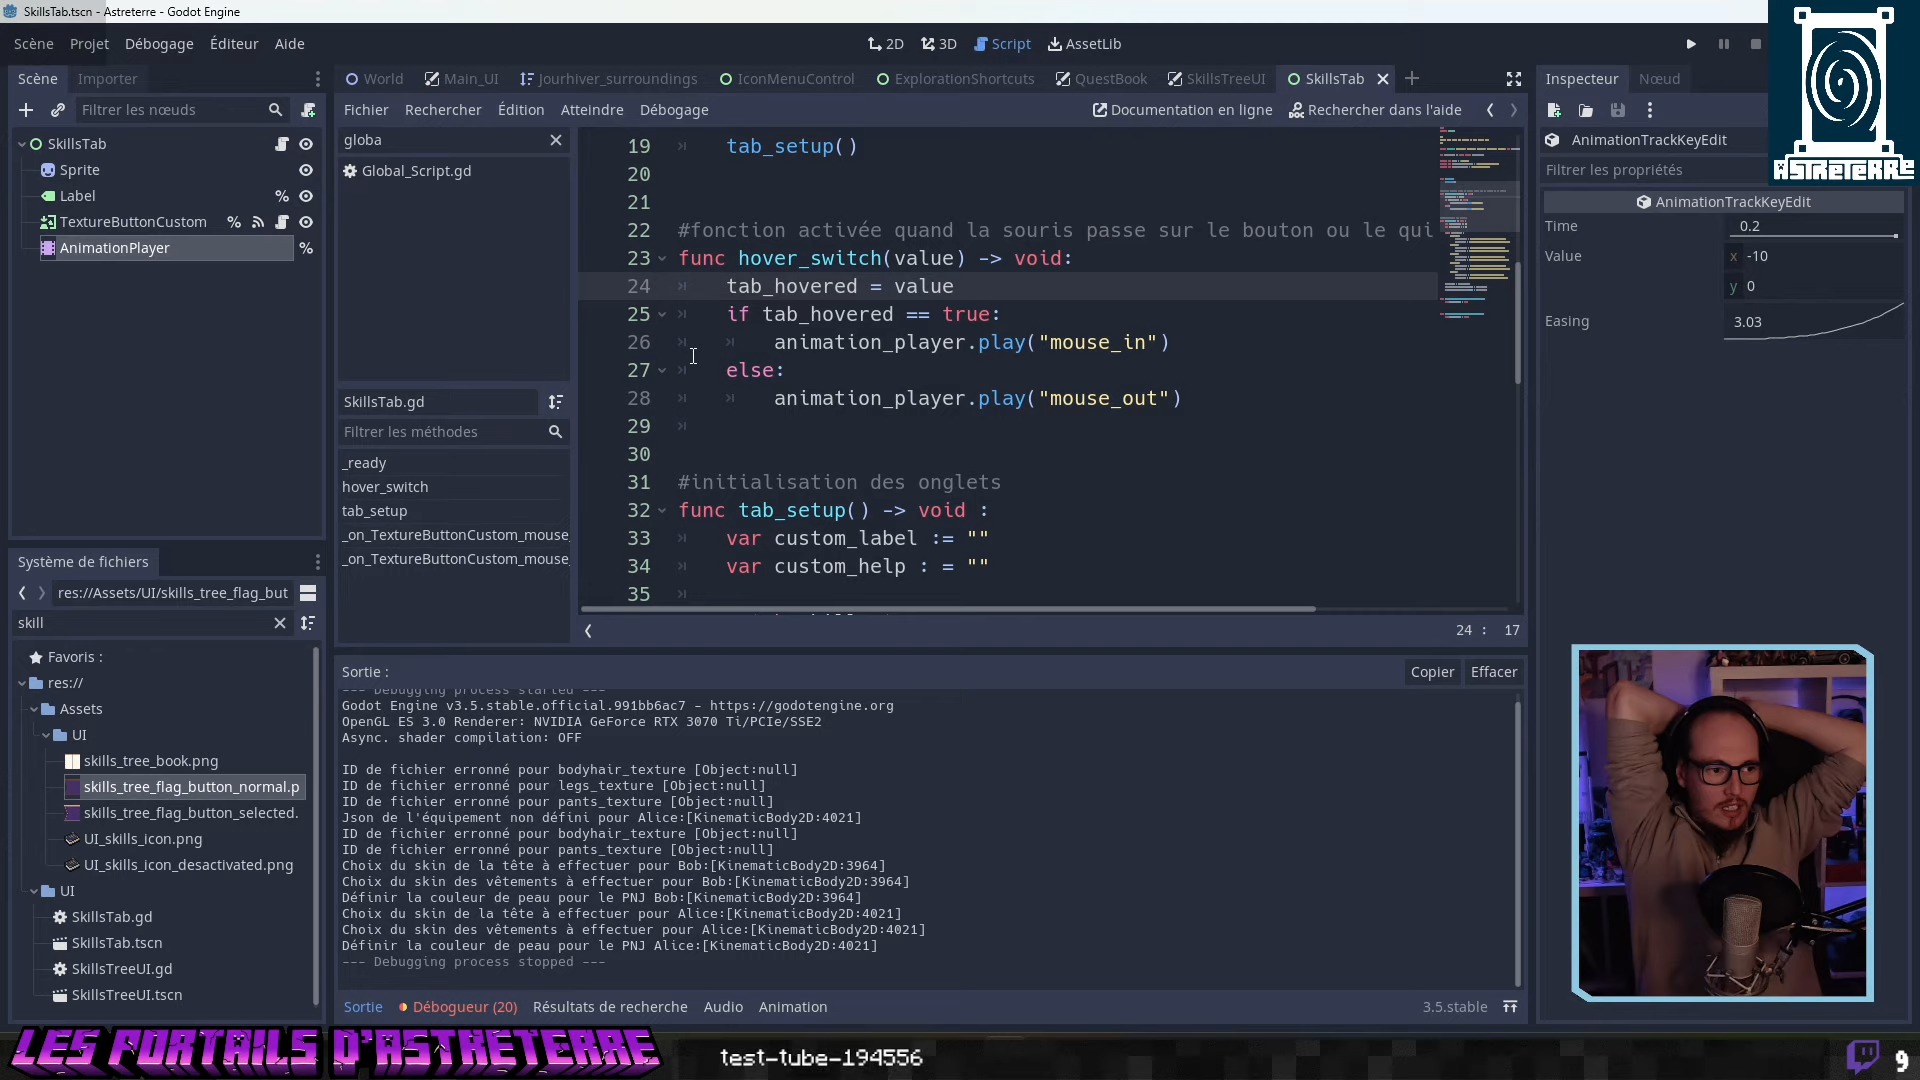 SkillsTab.tscn - Astreterre - Godot Engine
Scène Projet Débogage Éditeur Aide
2D 3D Script AssetLib
Scène Importer
World Main_UI Jourhiver_surroundings IconMenuControl ExplorationShortcuts QuestBook SkillsTreeUI SkillsTab
Inspecteur Nœud
ASTRETERRE
Filtrer les nœuds
Fichier Rechercher Édition Atteindre Débogage
Documentation en ligne Rechercher dans l'aide
SkillsTab
Sprite
Label %
TextureButtonCustom %
AnimationPlayer %
globa
Global_Script.gd
SkillsTab.gd
Filtrer les méthodes
_ready
hover_switch
tab_setup
_on_TextureButtonCustom_mouse_
_on_TextureButtonCustom_mouse_
19 tab_setup()
20
21
22 #fonction activée quand la souris passe sur le bouton ou le qui
23 func hover_switch(value) -> void:
24 tab_hovered = value
25 if tab_hovered == true:
26 animation_player.play("mouse_in")
27 else:
28 animation_player.play("mouse_out")
29
30
31 #initialisation des onglets
32 func tab_setup() -> void :
33 var custom_label := ""
34 var custom_help : = ""
35
24 : 17
AnimationTrackKeyEdit
Filtrer les propriétés
AnimationTrackKeyEdit
Time 0.2
Value x -10
y 0
Easing 3.03
Système de fichiers
res://Assets/UI/skills_tree_flag_but
skill
Favoris :
res://
Assets
UI
skills_tree_book.png
skills_tree_flag_button_normal.p
skills_tree_flag_button_selected.
UI_skills_icon.png
UI_skills_icon_desactivated.png
UI
SkillsTab.gd
SkillsTab.tscn
SkillsTreeUI.gd
SkillsTreeUI.tscn
Sortie :
Copier Effacer
--- Debugging process started ---
Godot Engine v3.5.stable.official.991bb6ac7 - https://godotengine.org
OpenGL ES 3.0 Renderer: NVIDIA GeForce RTX 3070 Ti/PCIe/SSE2
Async. shader compilation: OFF
ID de fichier erronné pour bodyhair_texture [Object:null]
ID de fichier erronné pour legs_texture [Object:null]
ID de fichier erronné pour pants_texture [Object:null]
Json de l'équipement non défini pour Alice:[KinematicBody2D:4021]
ID de fichier erronné pour bodyhair_texture [Object:null]
ID de fichier erronné pour pants_texture [Object:null]
Choix du skin de la tête à effectuer pour Bob:[KinematicBody2D:3964]
Choix du skin des vêtements à effectuer pour Bob:[KinematicBody2D:3964]
Définir la couleur de peau pour le PNJ Bob:[KinematicBody2D:3964]
Choix du skin de la tête à effectuer pour Alice:[KinematicBody2D:4021]
Choix du skin des vêtements à effectuer pour Alice:[KinematicBody2D:4021]
Définir la couleur de peau pour le PNJ Alice:[KinematicBody2D:4021]
--- Debugging process stopped ---
Sortie Débogueur (20) Résultats de recherche Audio Animation
3.5.stable
LES PORTAILS D'ASTRETERRE
test-tube-194556
9